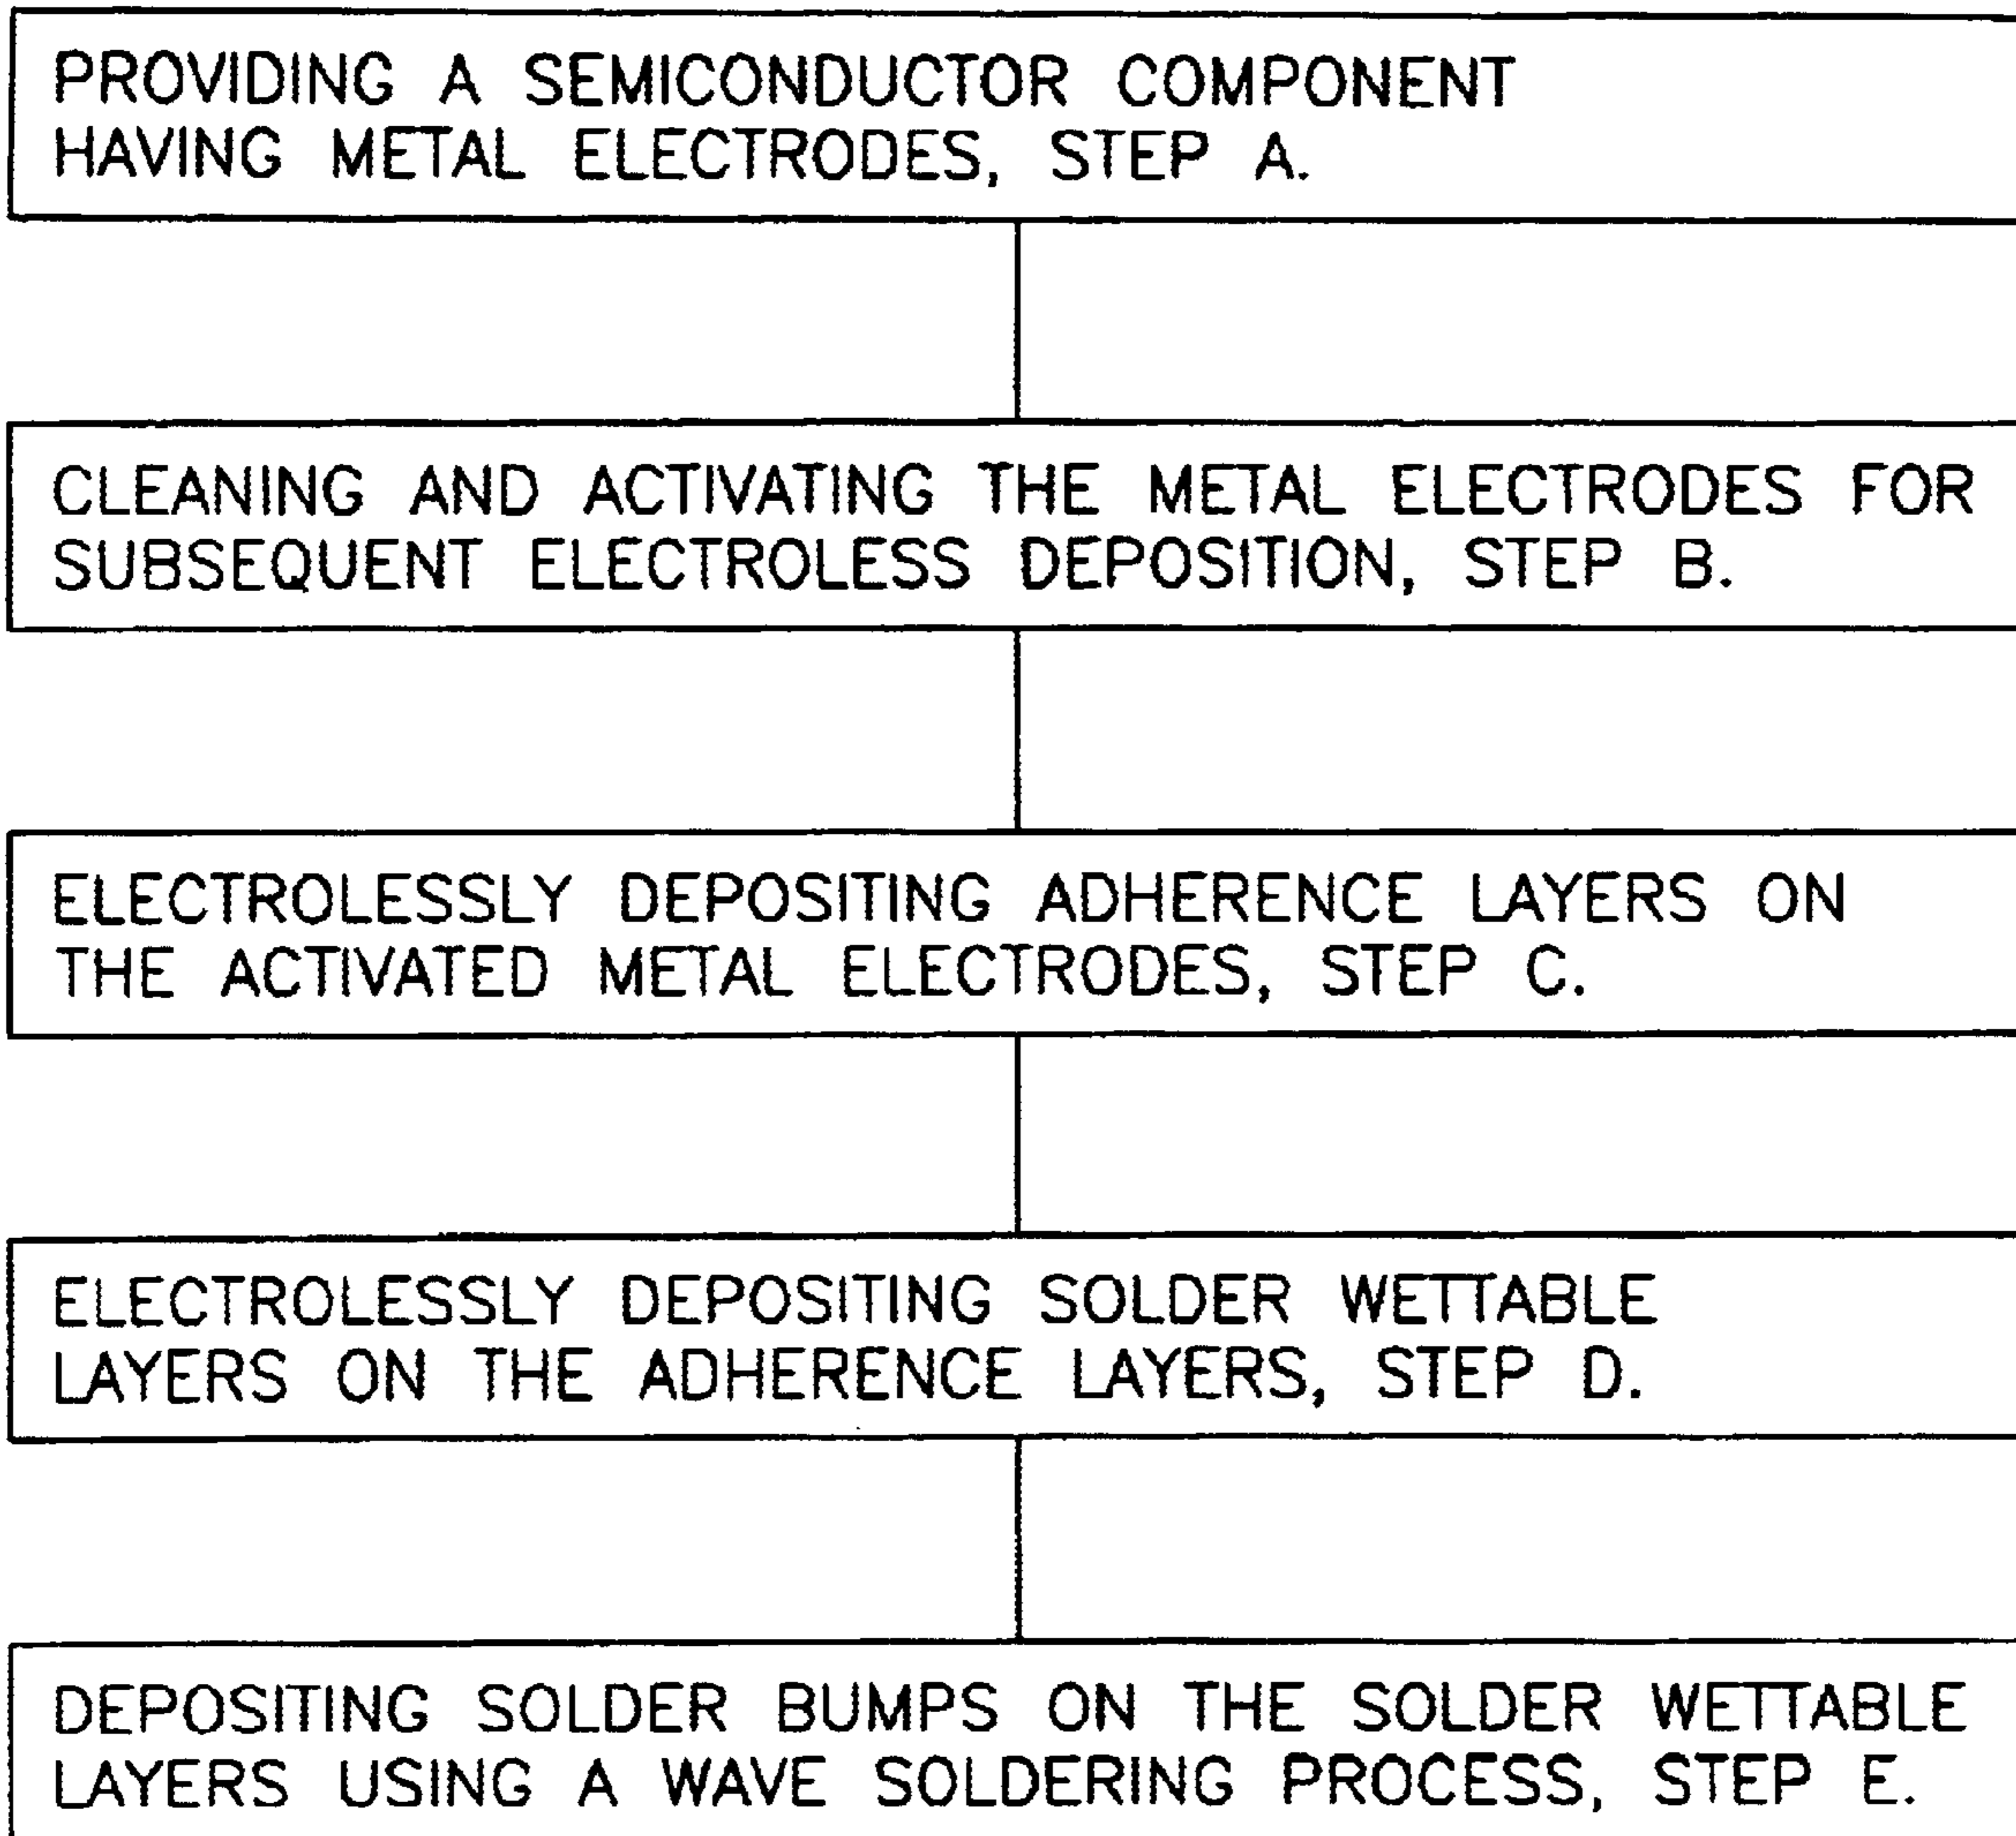 PROVIDING A SEMICONDUCTOR COMPONENT
HAVING METAL ELECTRODES, STEP A.
CLEANING AND ACTIVATING THE METAL ELECTRODES FOR
SUBSEQUENT ELECTROLESS DEPOSITION, STEP B.
ELECTROLESSLY DEPOSITING ADHERENCE LAYERS ON
THE ACTIVATED METAL ELECTRODES, STEP C.
ELECTROLESSLY DEPOSITING SOLDER WETTABLE
LAYERS ON THE ADHERENCE LAYERS, STEP D.
DEPOSITING SOLDER BUMPS ON THE SOLDER WETTABLE
LAYERS USING A WAVE SOLDERING PROCESS, STEP E.